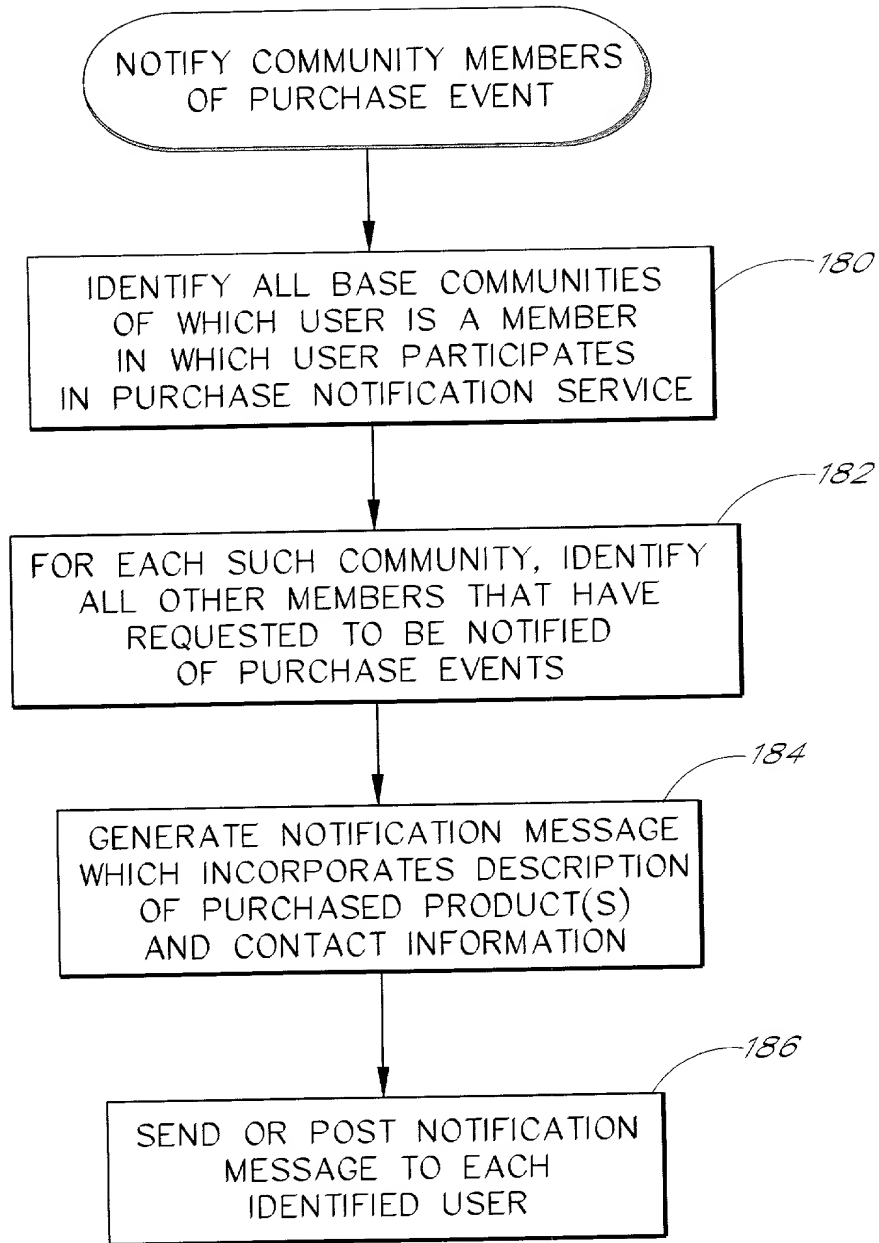 NOTIFY COMMUNITY MEMBERS
OF PURCHASE EVENT
180
IDENTIFY ALL BASE COMMUNITIES
OF WHICH USER IS A MEMBER
IN WHICH USER PARTICIPATES
IN PURCHASE NOTIFICATION SERVICE
182
FOR EACH SUCH COMMUNITY, IDENTIFY
ALL OTHER MEMBERS THAT HAVE
REQUESTED TO BE NOTIFIED
OF PURCHASE EVENTS
184
GENERATE NOTIFICATION MESSAGE
WHICH INCORPORATES DESCRIPTION
OF PURCHASED PRODUCT(S)
AND CONTACT INFORMATION
186
SEND OR POST NOTIFICATION
MESSAGE TO EACH
IDENTIFIED USER